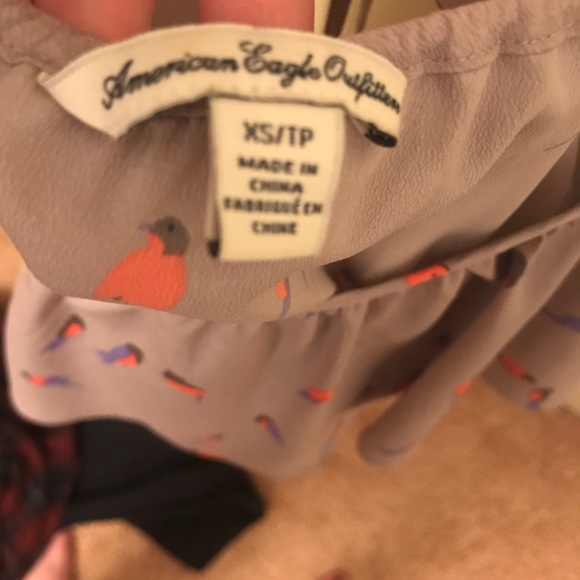 American Eagle Outfitters
XS/TP
MADE IN
CHINA
FABRIQUÉ EN
CHINE